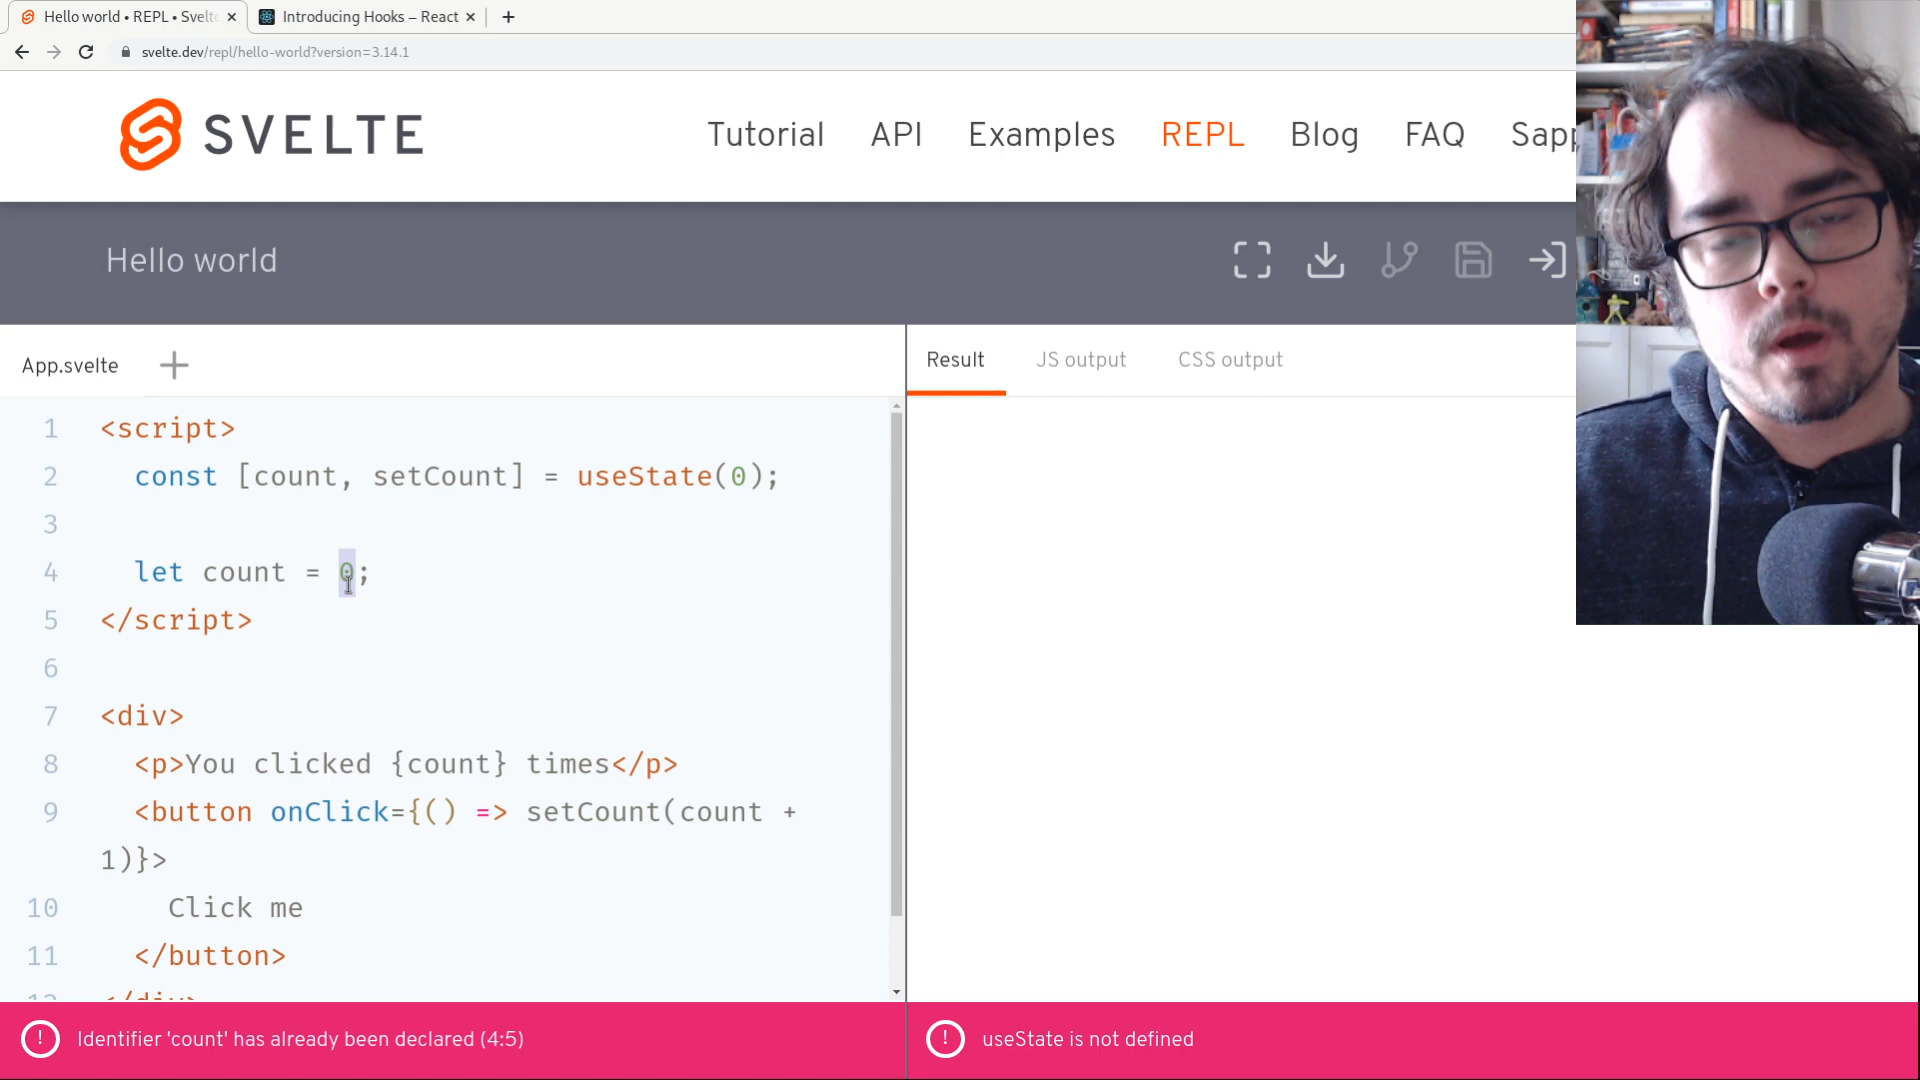 Hello world • REPL • Svelte
Introducing Hooks – React
svelte.dev/repl/hello-world?version=3.14.1
SVELTE
Tutorial API Examples REPL Blog FAQ Sapp
Hello world
App.svelte
Result JS output CSS output
1 <script>
2 const [count, setCount] = useState(0);
3
4 let count = 0;
5 </script>
6
7 <div>
8 <p>You clicked {count} times</p>
9 <button onClick={() => setCount(count +
1)}>
10 Click me
11 </button>
12 </div>
! Identifier 'count' has already been declared (4:5)
! useState is not defined